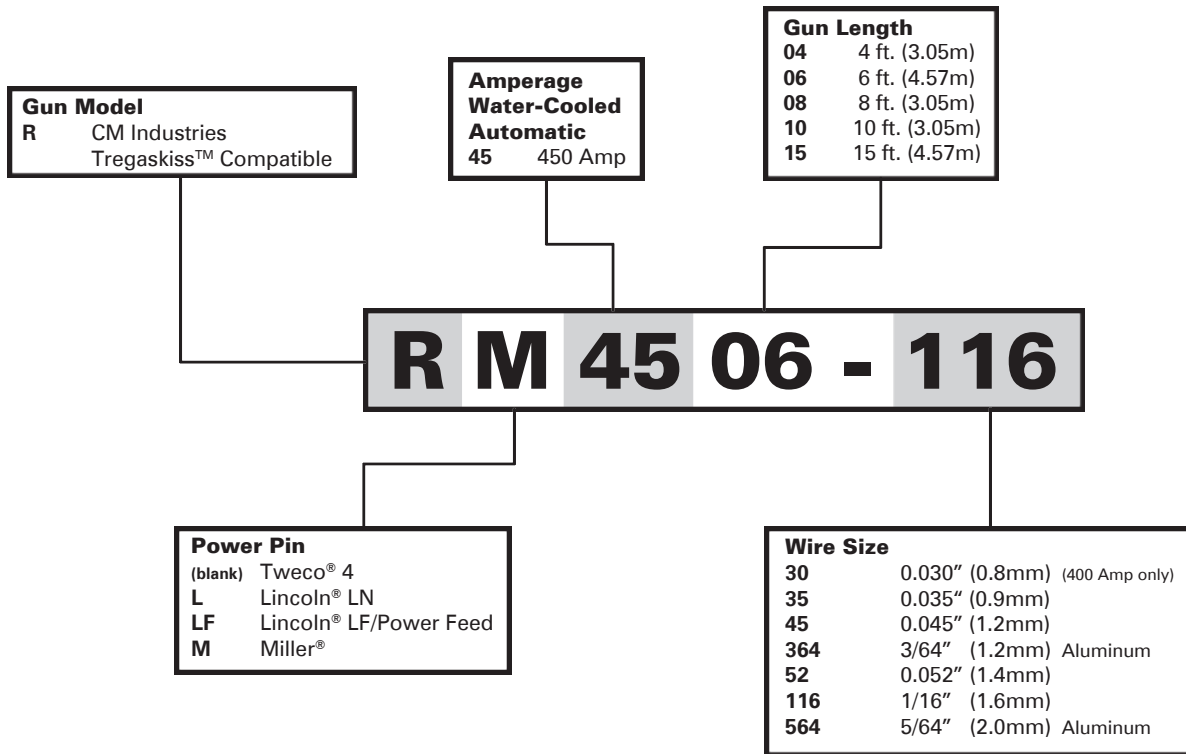 Gun Model
R CM Industries
Tregaskiss™ Compatible
Amperage
Water-Cooled
Automatic
45 450 Amp
Gun Length
04 4 ft. (3.05m)
06 6 ft. (4.57m)
08 8 ft. (3.05m)
10 10 ft. (3.05m)
15 15 ft. (4.57m)
R M 45 06 - 116
Power Pin
(blank) Tweco® 4
L Lincoln® LN
LF Lincoln® LF/Power Feed
M Miller®
Wire Size
30 0.030” (0.8mm) (400 Amp only)
35 0.035“ (0.9mm)
45 0.045” (1.2mm)
364 3/64” (1.2mm) Aluminum
52 0.052” (1.4mm)
116 1/16” (1.6mm)
564 5/64” (2.0mm) Aluminum